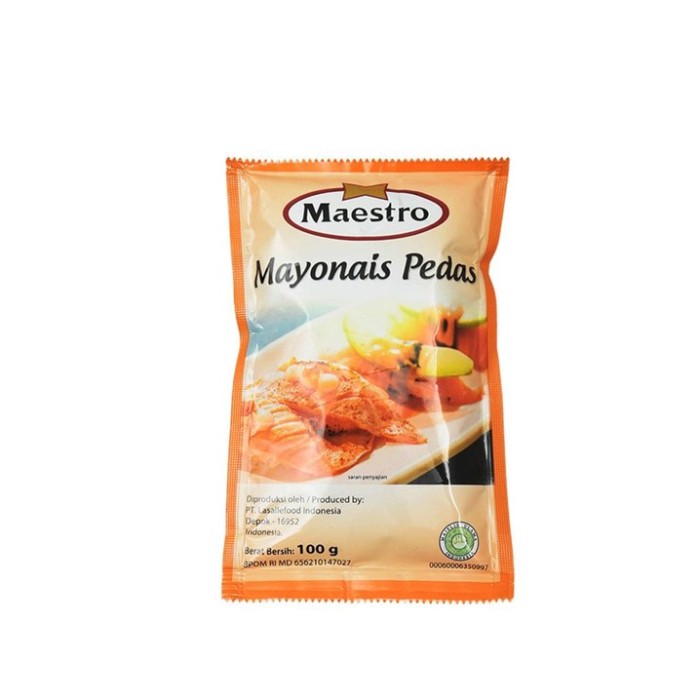 Maestro
Mayonais Pedas
saran penyajian
Diproduksi oleh / Produced by:
PT. Lasallefood Indonesia
Depok - 16952
Indonesia.
Berat Bersih: 100 g
BPOM RI MD 656210147027
00060006350997